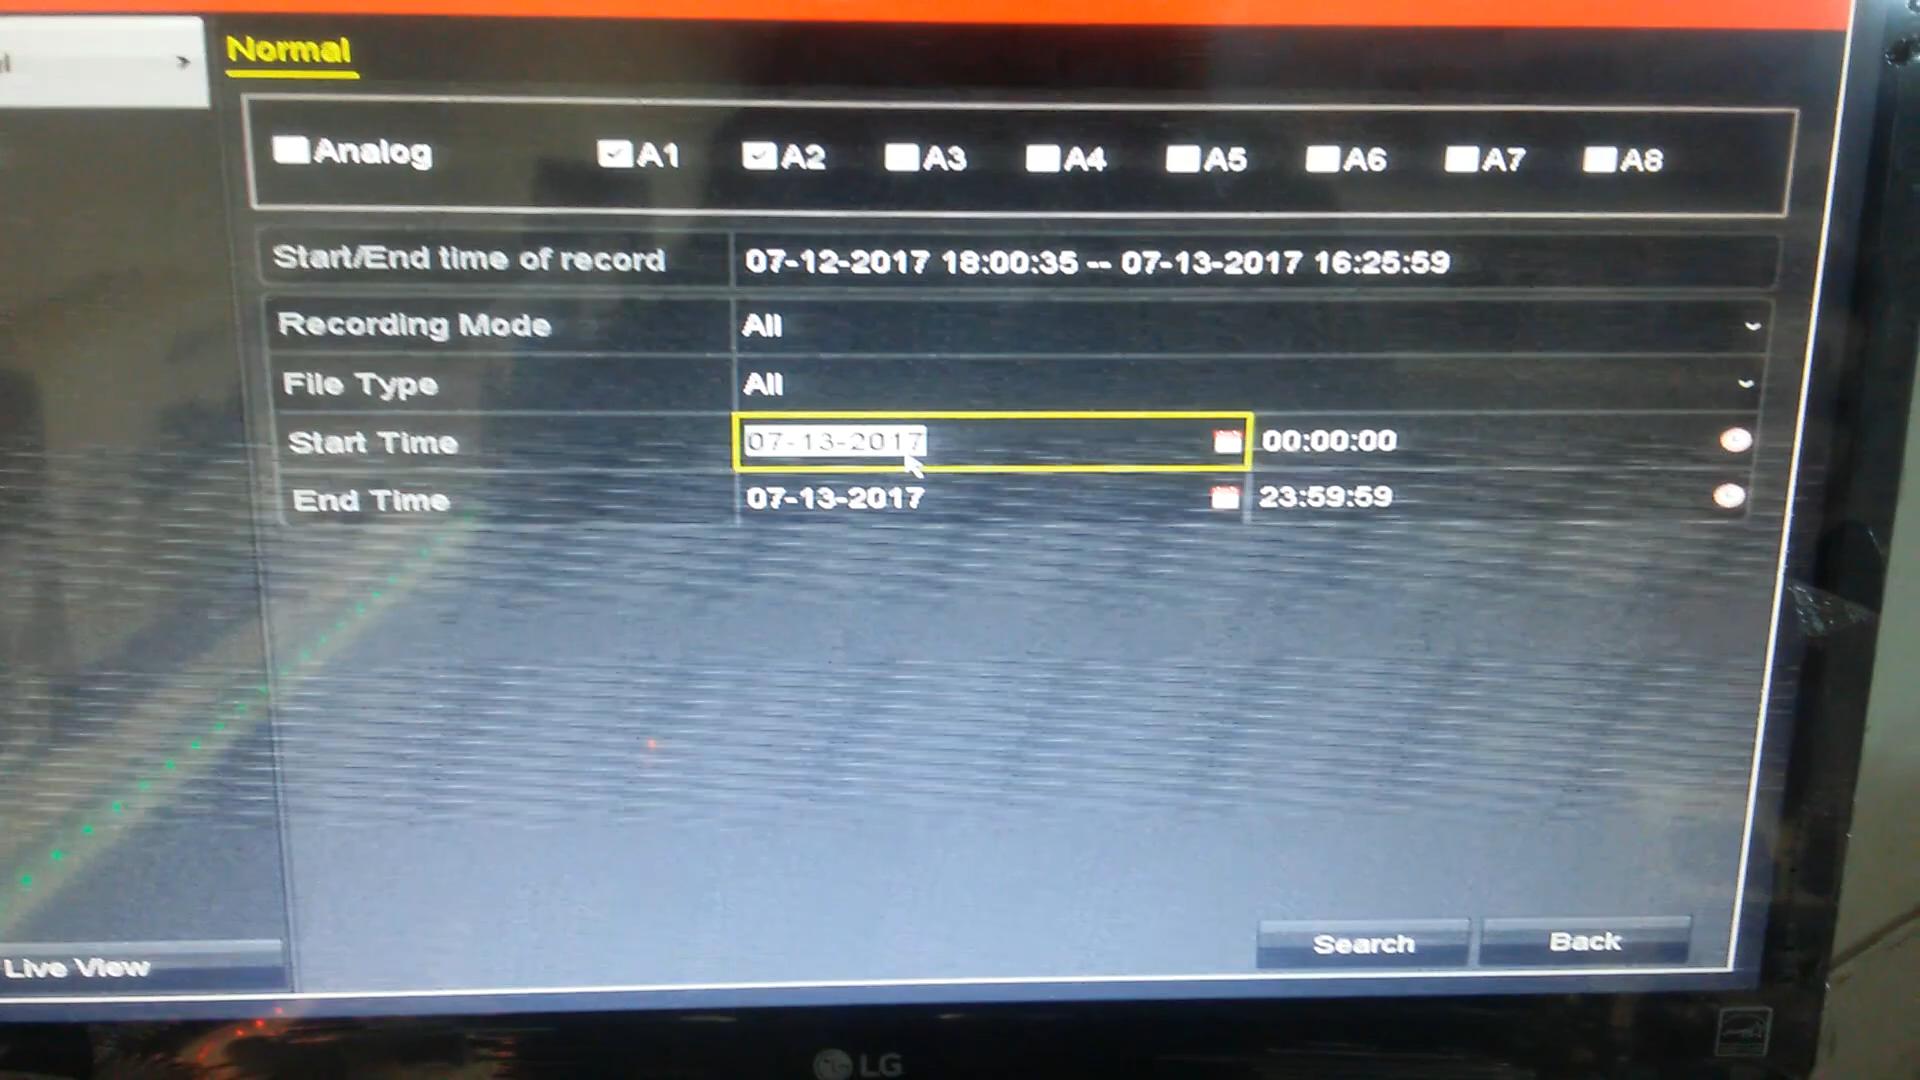 Normal
Analog A1 A2 A3 A4 A5 A6 A7 A8
Start/End time of record 07-12-2017 18:00:35 -- 07-13-2017 16:25:59
Recording Mode All
File Type All
Start Time 07-13-2017 00:00:00
End Time 07-13-2017 23:59:59
Search Back
Live View
LG